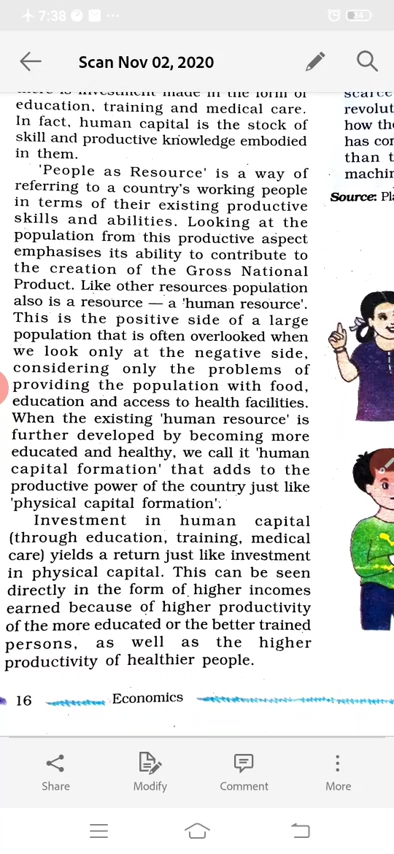 7:38
Scan Nov 02, 2020
education, training and medical care.
In fact, human capital is the stock of
skill and productive knowledge embodied
in them.
'People as Resource' is a way of
referring to a country's working people
in terms of their existing productive
skills and abilities. Looking at the
population from this productive aspect
emphasises its ability to contribute to
the creation of the Gross National
Product. Like other resources population
also is a resource — a 'human resource'.
This is the positive side of a large
population that is often overlooked when
we look only at the negative side,
considering only the problems of
providing the population with food,
education and access to health facilities.
When the existing 'human resource' is
further developed by becoming more
educated and healthy, we call it 'human
capital formation' that adds to the
productive power of the country just like
'physical capital formation'.
Investment in human capital
(through education, training, medical
care) yields a return just like investment
in physical capital. This can be seen
directly in the form of higher incomes
earned because of higher productivity
of the more educated or the better trained
persons, as well as the higher
productivity of healthier people.
scarce
revolut
how the
has con
than t
machin
Source: Pla
16 Economics
Share Modify Comment More